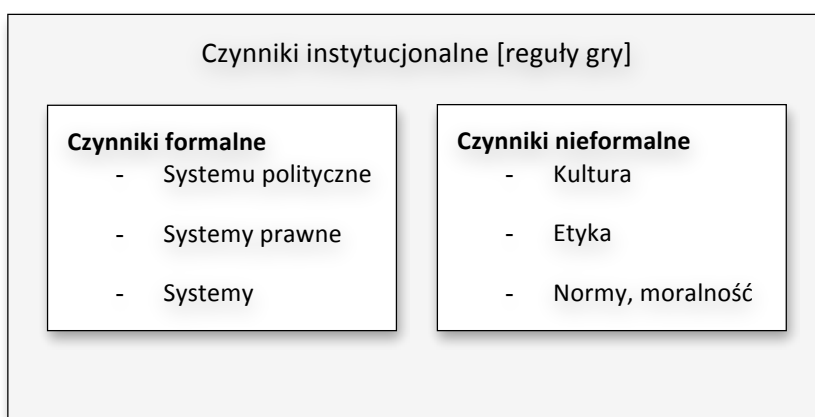 Czynniki instytucjonalne [reguły gry]
Czynniki formalne
- Systemu polityczne
- Systemy prawne
- Systemy
Czynniki nieformalne
- Kultura
- Etyka
- Normy, moralność